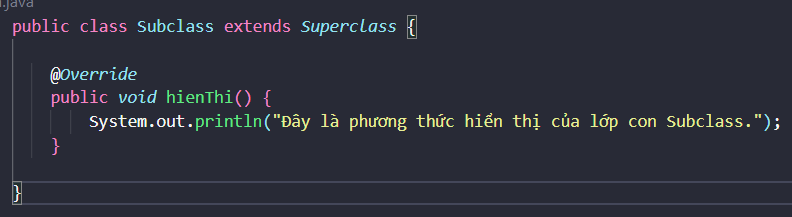 .java
public class Subclass extends Superclass {
@Override
public void hienThi() {
System.out.println("Đây là phương thức hiển thị của lớp con Subclass.");
}
}